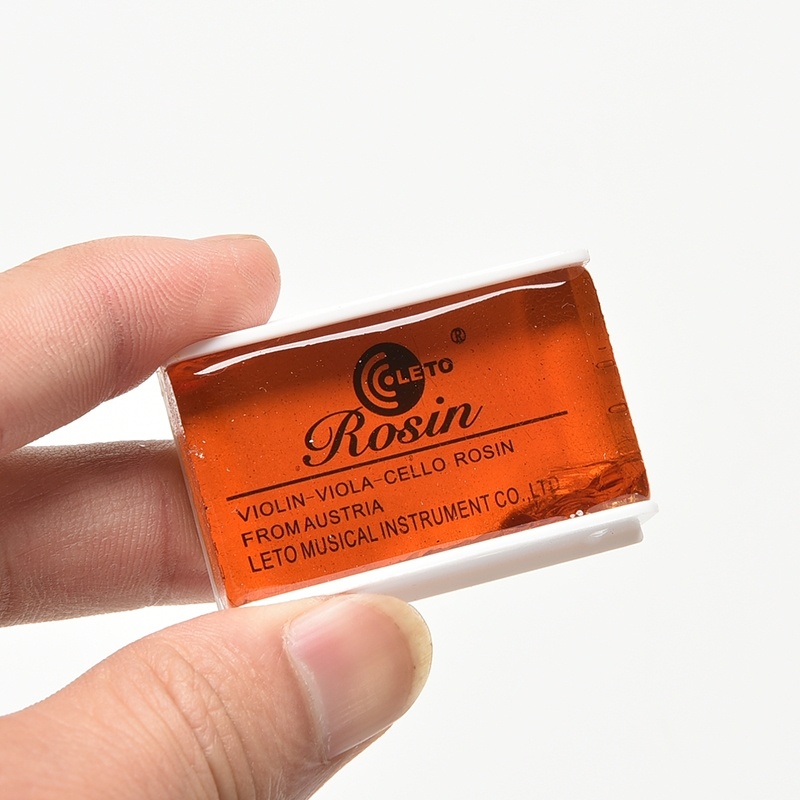 LETO®
Rosin
VIOLIN-VIOLA-CELLO ROSIN
FROM AUSTRIA
LETO MUSICAL INSTRUMENT CO.,LTD